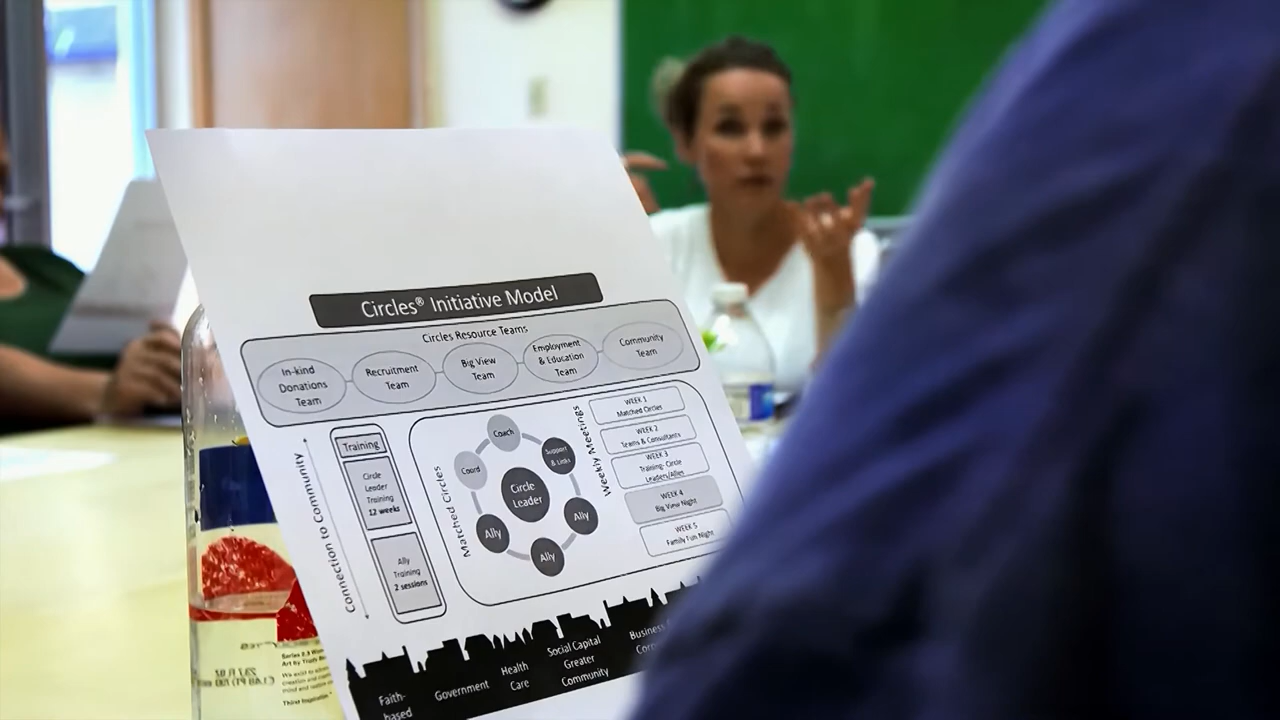 Circles® Initiative Model
Circles Resource Teams
In-kind
Donations
Team
Recruitment
Team
Big View
Team
Employment
& Education
Team
Community
Team
Connection to Community
Training
Circle
Leader
Training
12 weeks
Ally
Training
2 sessions
Matched Circles
Coach
Coord
Support
& Links
Circle
Leader
Ally
Ally
Ally
Weekly Meetings
WEEK 1
Matched Circles
WEEK 2
Teams & Consultants
WEEK 3
Training: Circle
Leaders/Allies
WEEK 4
Big View Night
WEEK 5
Family Fun Night
Faith-
based
Government
Health
Care
Social Capital
Greater
Community
Business